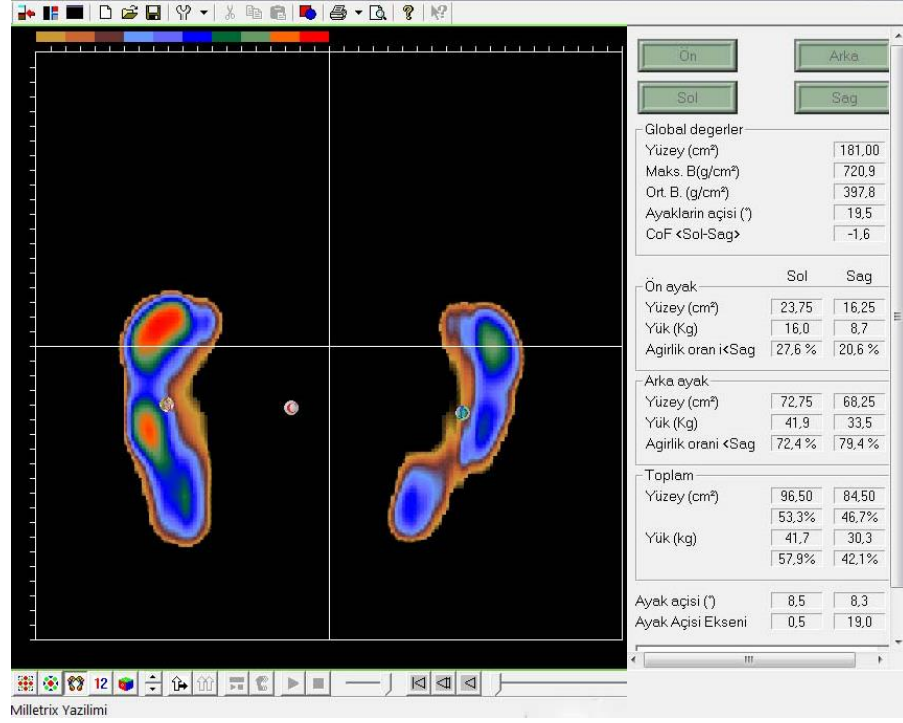 12
Ön Arka
Sol Sag
Global degerler
Yüzey (cm²) 181,00
Maks. B(g/cm²) 720,9
Ort. B. (g/cm²) 397,8
Ayaklarin açisi (°) 19,5
CoF <Sol-Sag> -1,6
Sol Sag
Ön ayak
Yüzey (cm²) 23,75 16,25
Yük (Kg) 16,0 8,7
Agirlik oran i<Sag 27,6 % 20,6 %
Arka ayak
Yüzey (cm²) 72,75 68,25
Yük (Kg) 41,9 33,5
Agirlik orani <Sag 72,4 % 79,4 %
Toplam
Yüzey (cm²) 96,50 84,50
53,3% 46,7%
Yük (kg) 41,7 30,3
57,9% 42,1%
Ayak açisi (°) 8,5 8,3
Ayak Açisi Ekseni 0,5 19,0
Milletrix Yazilimi